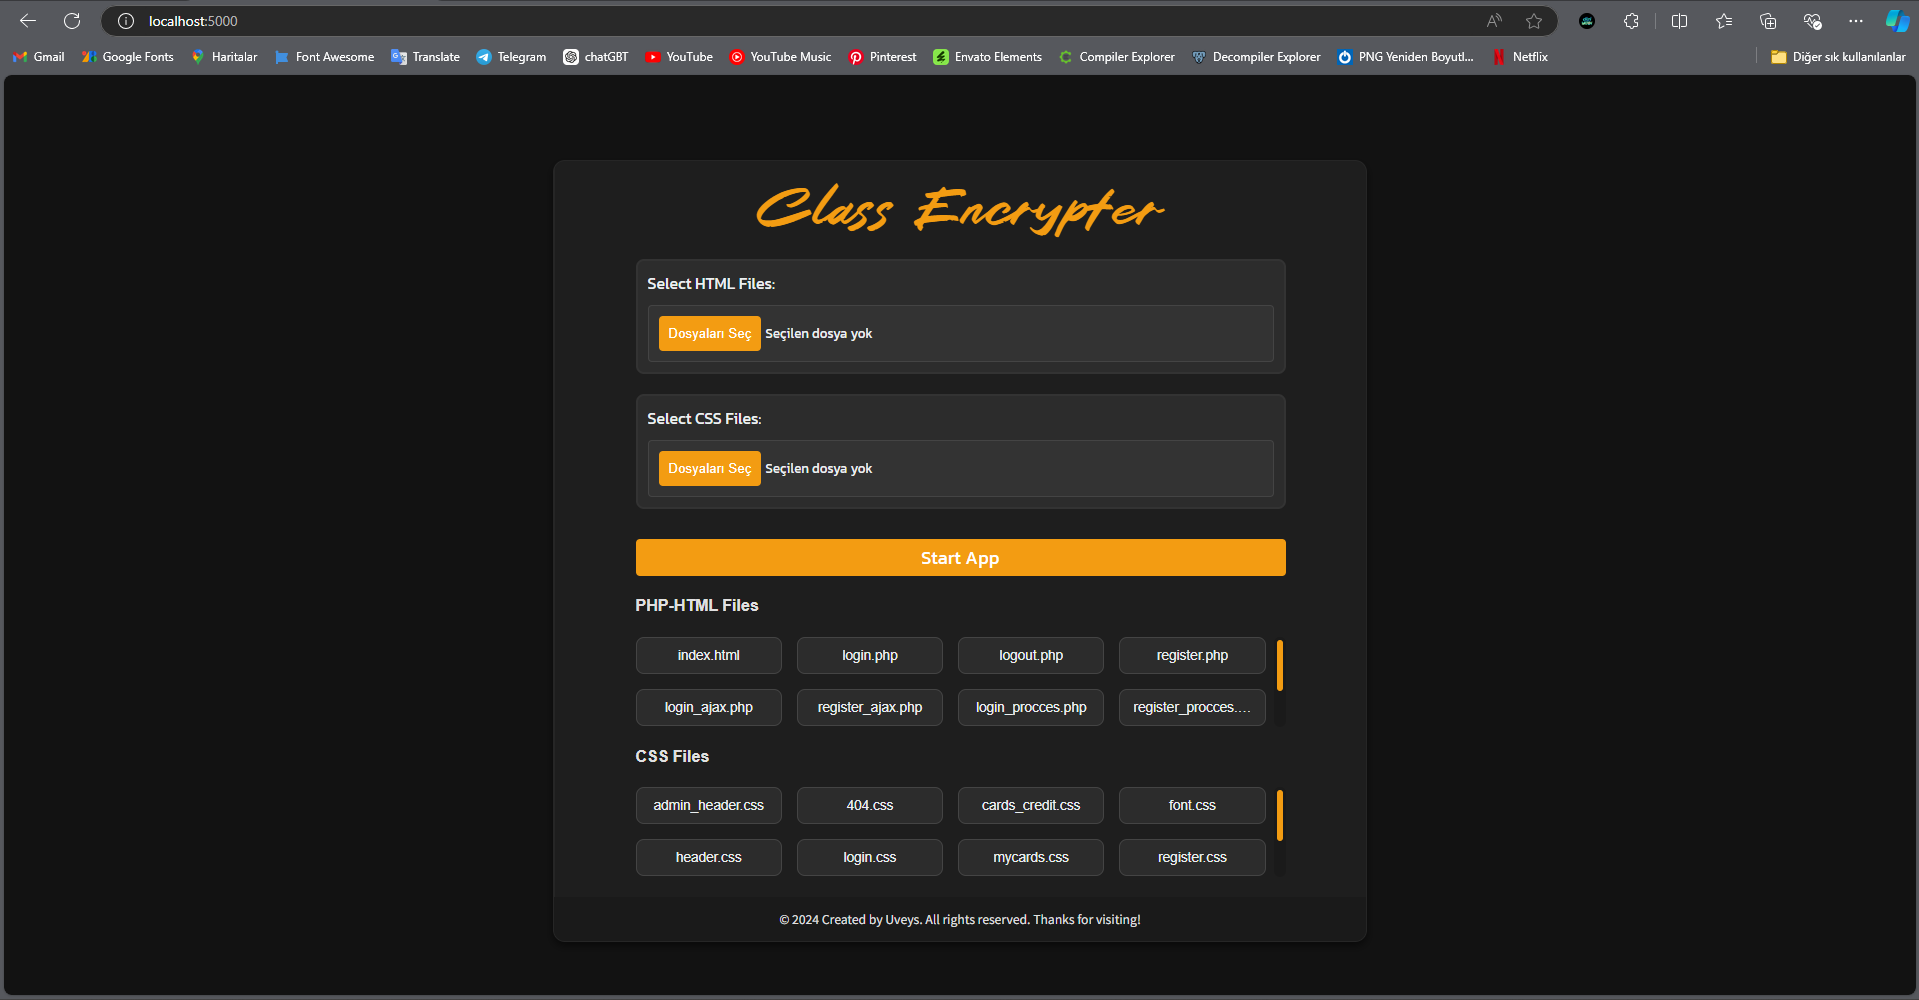 localhost:5000
Gmail Google Fonts Haritalar Font Awesome Translate Telegram chatGBT YouTube YouTube Music Pinterest Envato Elements Compiler Explorer Decompiler Explorer PNG Yeniden Boyutl... Netflix Diğer sık kullanılanlar
Class Encrypter
Select HTML Files:
Dosyaları Seç Seçilen dosya yok
Select CSS Files:
Dosyaları Seç Seçilen dosya yok
Start App
PHP-HTML Files
index.html login.php logout.php register.php
login_ajax.php register_ajax.php login_procces.php register_procces....
CSS Files
admin_header.css 404.css cards_credit.css font.css
header.css login.css mycards.css register.css
© 2024 Created by Uveys. All rights reserved. Thanks for visiting!